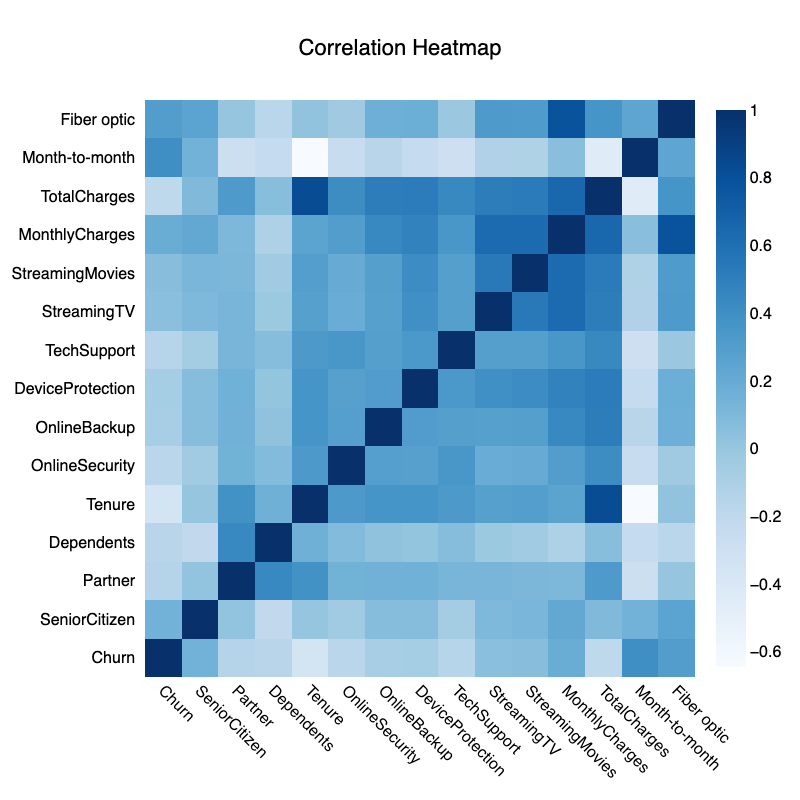 Correlation Heatmap
Fiber optic
Month-to-month
TotalCharges
MonthlyCharges
StreamingMovies
StreamingTV
TechSupport
DeviceProtection
OnlineBackup
OnlineSecurity
Tenure
Dependents
Partner
SeniorCitizen
Churn
Churn
SeniorCitizen
Partner
Dependents
Tenure
OnlineSecurity
OnlineBackup
DeviceProtection
TechSupport
StreamingTV
StreamingMovies
MonthlyCharges
TotalCharges
Month-to-month
Fiber optic
1
0.8
0.6
0.4
0.2
0
−0.2
−0.4
−0.6